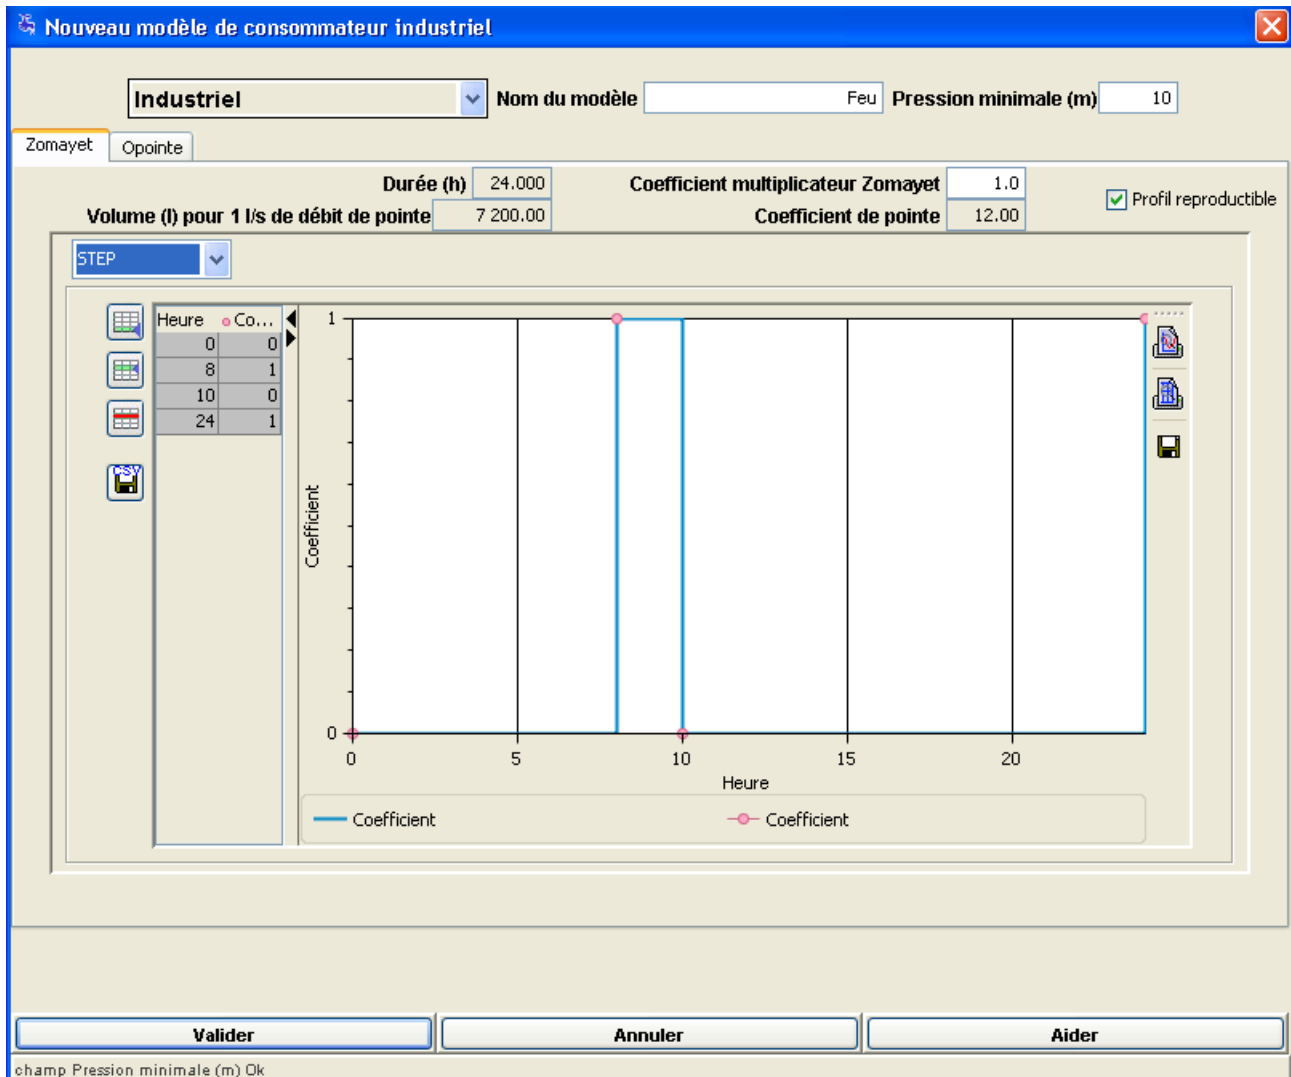 Nouveau modèle de consommateur industriel
Industriel Nom du modèle Feu Pression minimale (m) 10
Zomayet Opointe
Durée (h) 24.000 Coefficient multiplicateur Zomayet 1.0
Profil reproductible
Volume (l) pour 1 l/s de débit de pointe 7 200.00 Coefficient de pointe 12.00
STEP
Heure Co...
0 0
8 1
10 0
24 1
CSV
1
Coefficient
0
0 5 10 15 20
Heure
Coefficient Coefficient
Valider Annuler Aider
champ Pression minimale (m) Ok